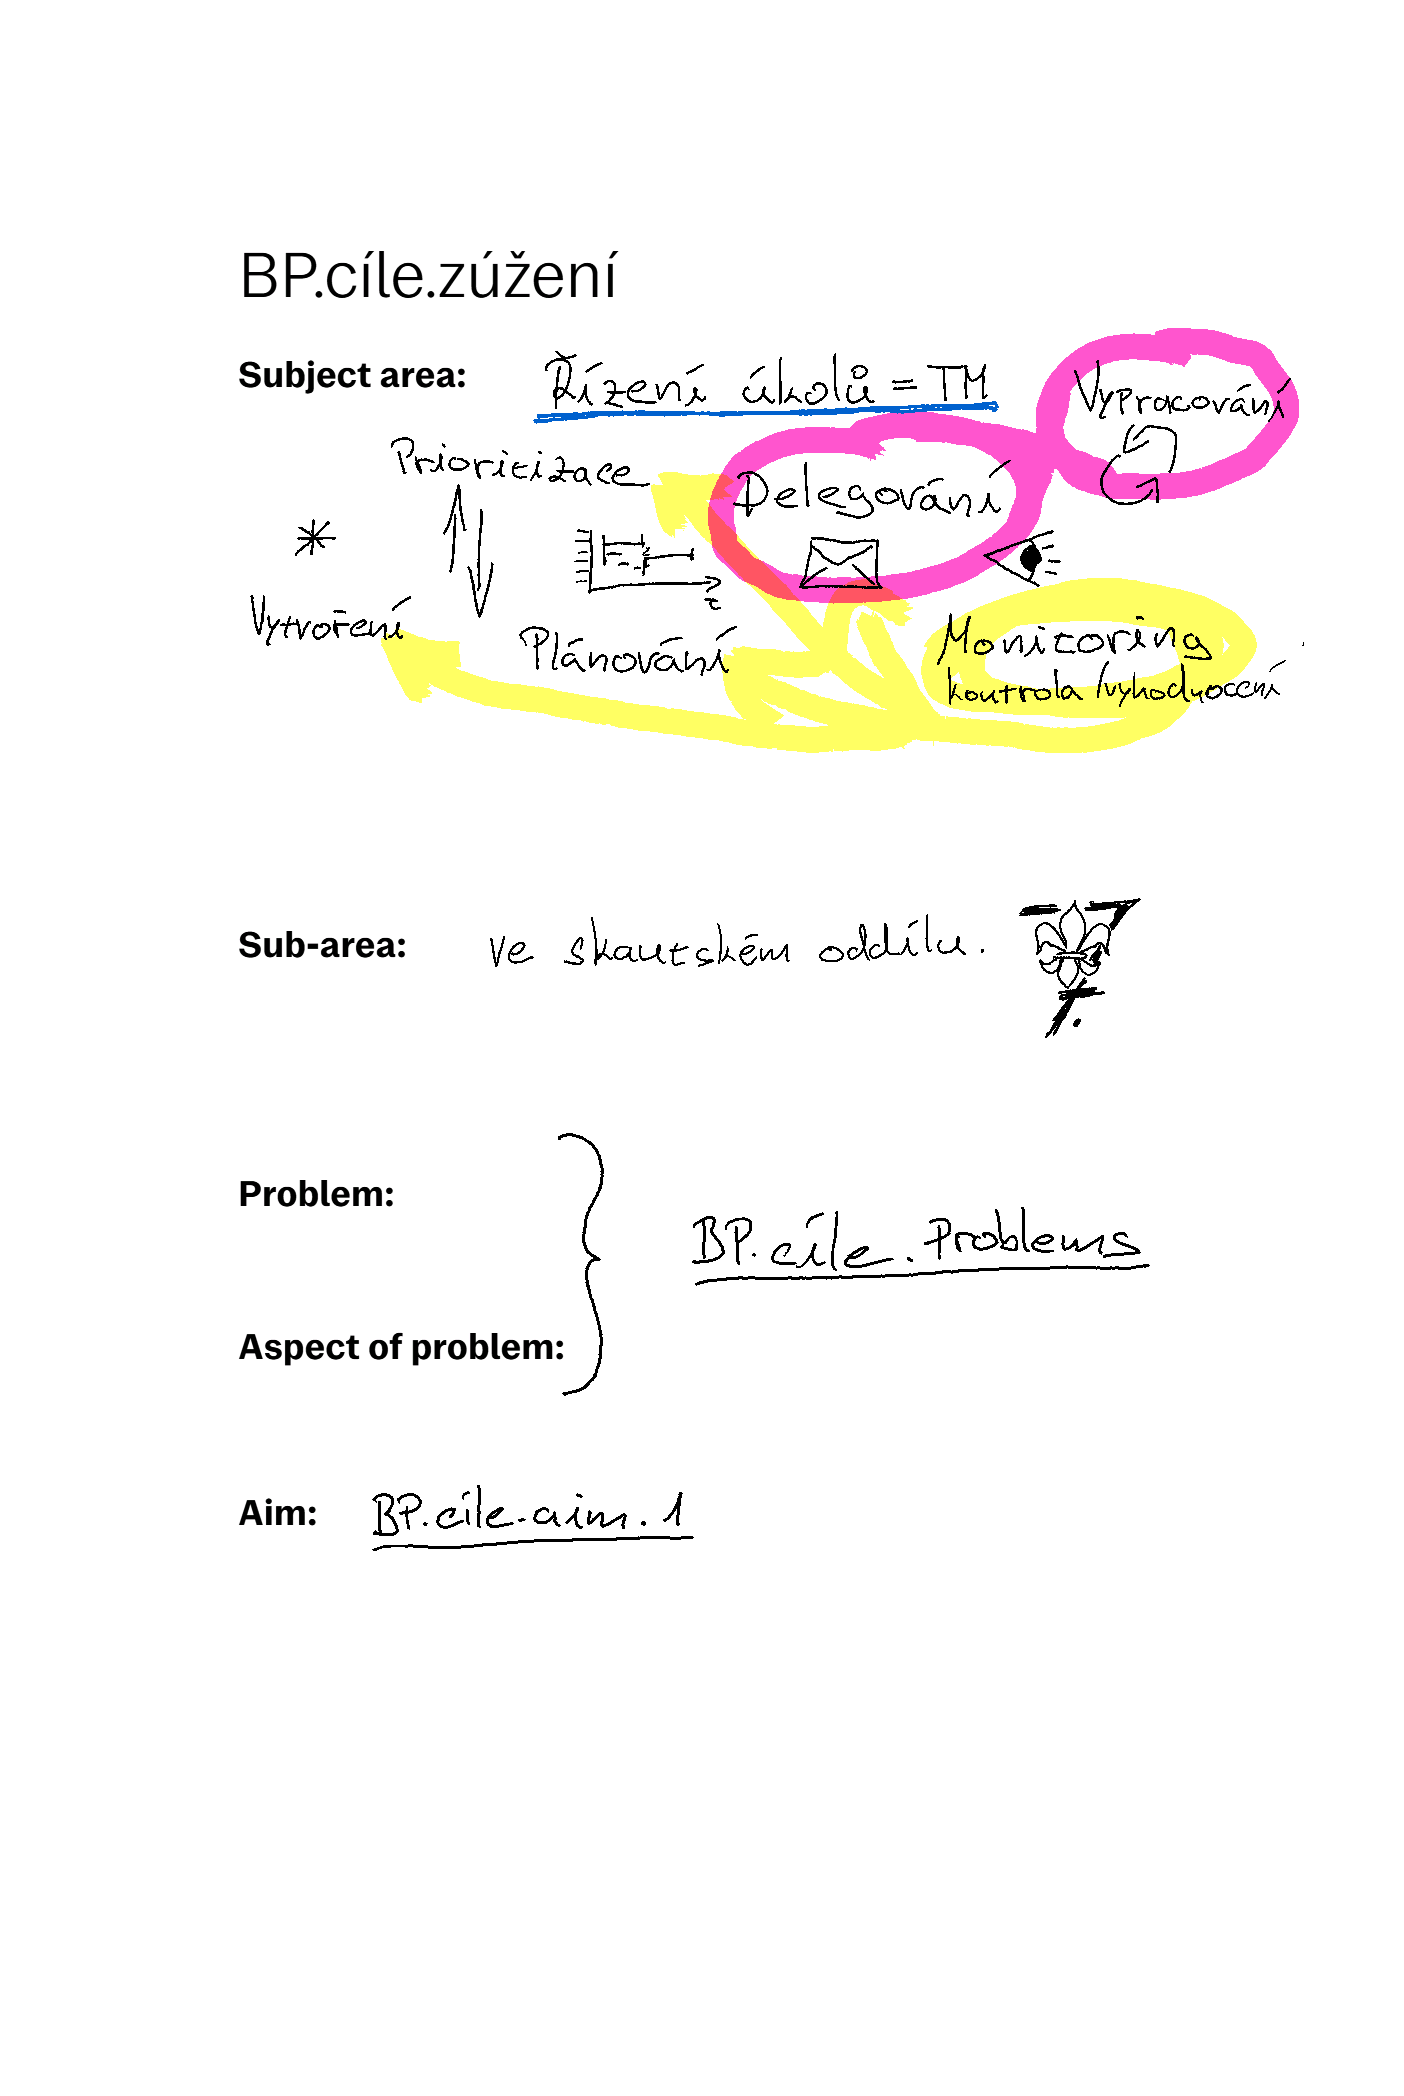 BP.cíle.zúžení
Subject area: Řízení úkolů = TM
Vypracování
Prioritizace
Delegování
Vytvoření
Plánování
Monitoring
kontrola /vyhodnocení
t
Sub-area: ve skautském oddílu.
Problem:
BP.cíle.Problems
Aspect of problem:
Aim: BP.cíle.aim.1